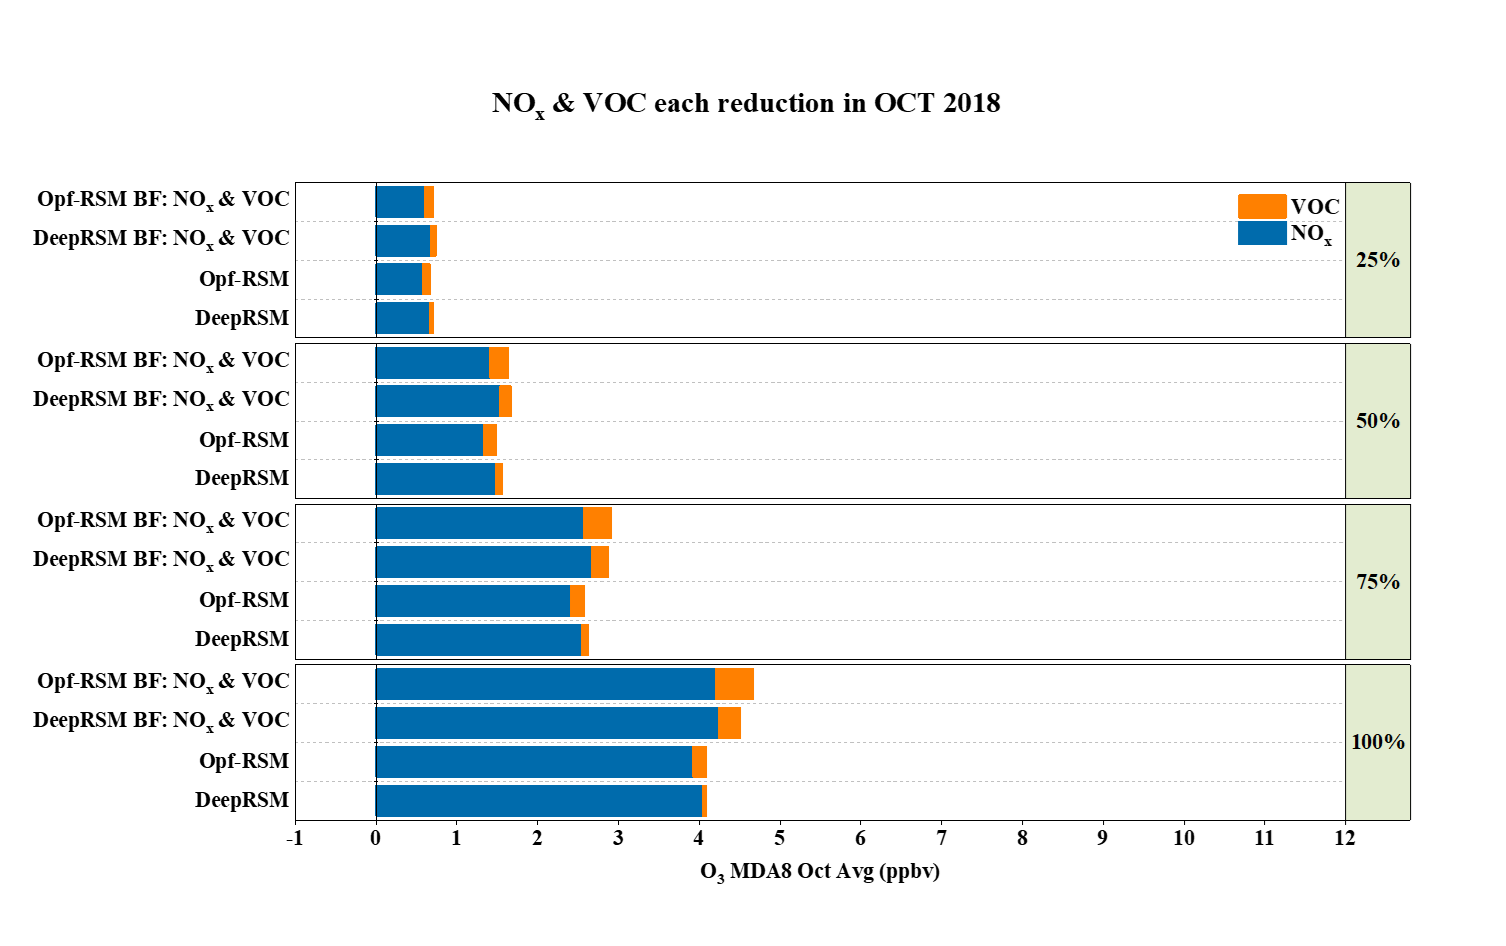 NOx & VOC each reduction in OCT 2018
Opf-RSM BF: NOx & VOC
DeepRSM BF: NOx & VOC
Opf-RSM
DeepRSM
VOC
NOx
25%
Opf-RSM BF: NOx & VOC
DeepRSM BF: NOx & VOC
Opf-RSM
DeepRSM
50%
Opf-RSM BF: NOx & VOC
DeepRSM BF: NOx & VOC
Opf-RSM
DeepRSM
75%
Opf-RSM BF: NOx & VOC
DeepRSM BF: NOx & VOC
Opf-RSM
DeepRSM
100%
-1 0 1 2 3 4 5 6 7 8 9 10 11 12
O3 MDA8 Oct Avg (ppbv)